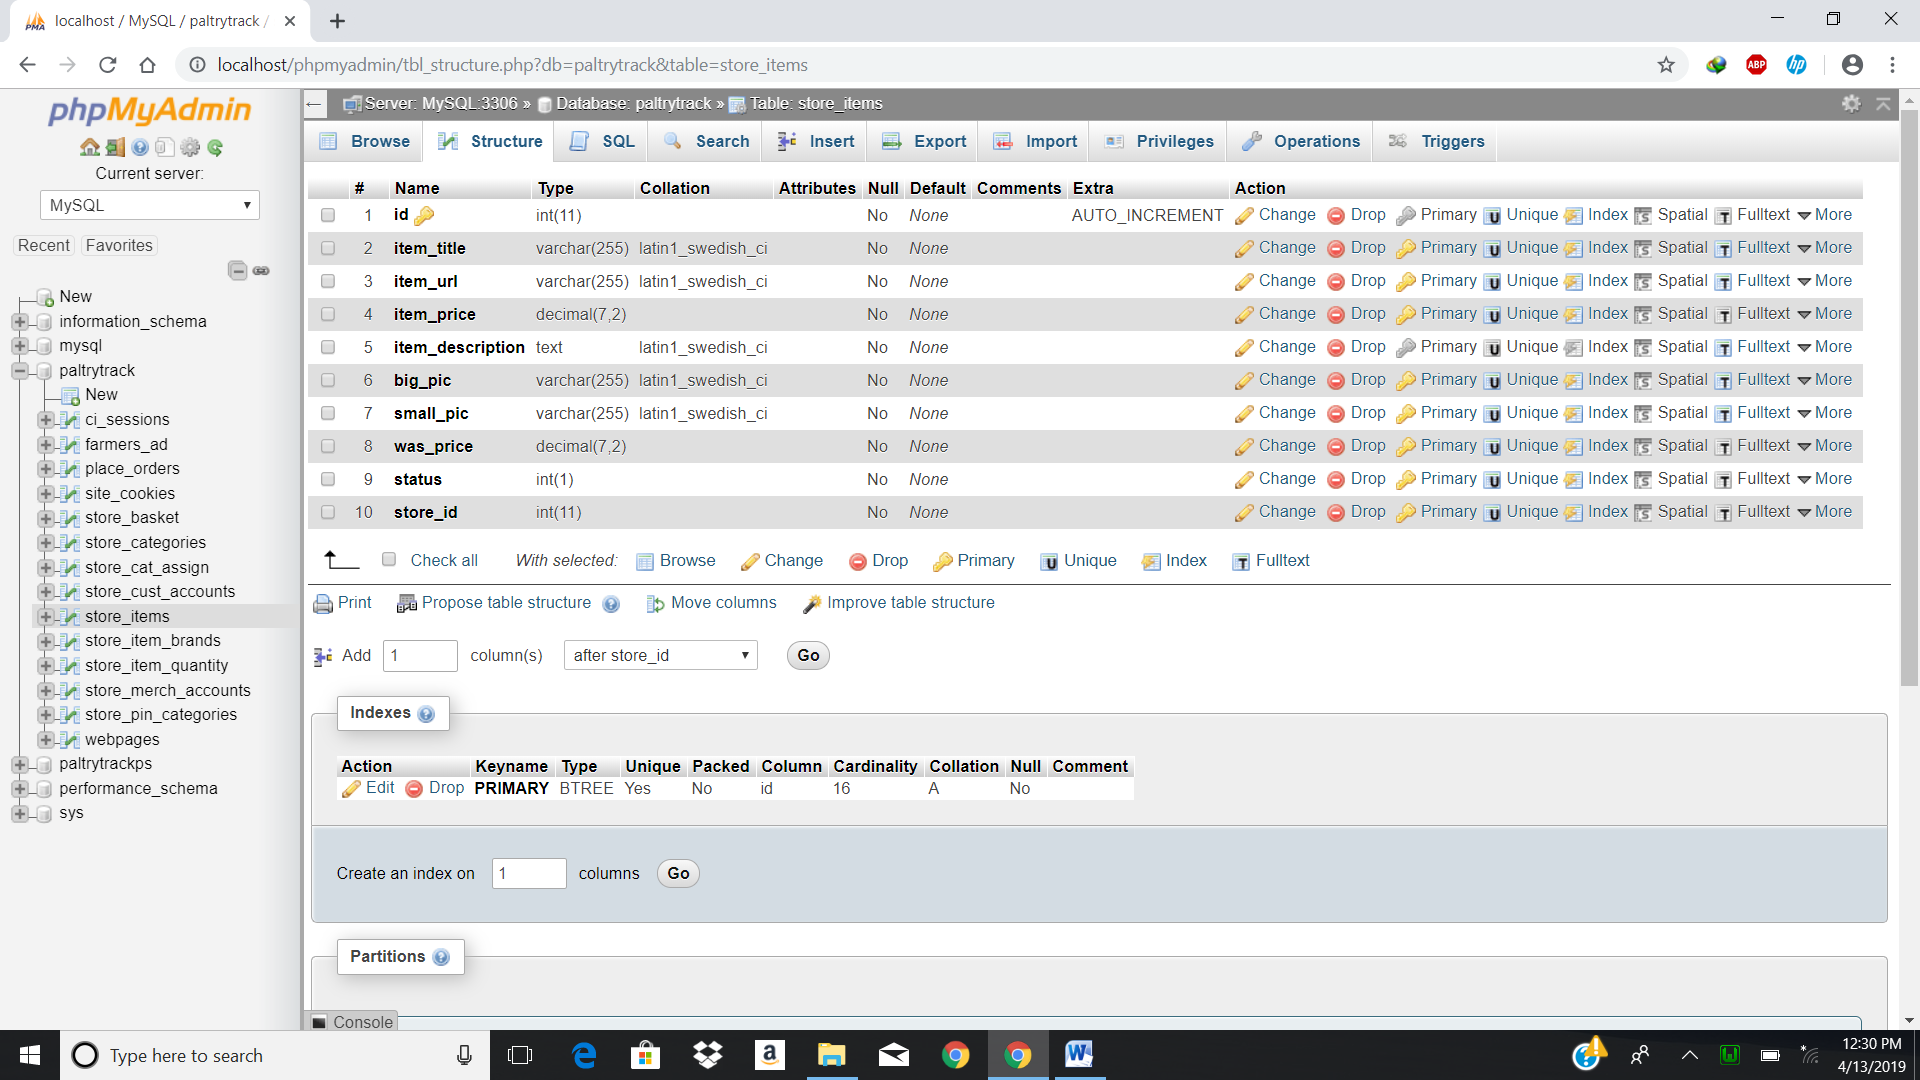 localhost / MySQL / paltrytrack /
localhost/phpmyadmin/tbl_structure.php?db=paltrytrack&table=store_items
ABP
hp
phpMyAdmin
Current server:
MySQL
Recent Favorites
New
information_schema
mysql
paltrytrack
New
ci_sessions
farmers_ad
place_orders
site_cookies
store_basket
store_categories
store_cat_assign
store_cust_accounts
store_items
store_item_brands
store_item_quantity
store_merch_accounts
store_pin_categories
webpages
paltrytrackps
performance_schema
sys
Server: MySQL:3306 » Database: paltrytrack » Table: store_items
Browse Structure SQL Search Insert Export Import Privileges Operations Triggers
# Name Type Collation Attributes Null Default Comments Extra Action
1 id int(11) No None AUTO_INCREMENT Change Drop Primary Unique Index Spatial Fulltext More
2 item_title varchar(255) latin1_swedish_ci No None Change Drop Primary Unique Index Spatial Fulltext More
3 item_url varchar(255) latin1_swedish_ci No None Change Drop Primary Unique Index Spatial Fulltext More
4 item_price decimal(7,2) No None Change Drop Primary Unique Index Spatial Fulltext More
5 item_description text latin1_swedish_ci No None Change Drop Primary Unique Index Spatial Fulltext More
6 big_pic varchar(255) latin1_swedish_ci No None Change Drop Primary Unique Index Spatial Fulltext More
7 small_pic varchar(255) latin1_swedish_ci No None Change Drop Primary Unique Index Spatial Fulltext More
8 was_price decimal(7,2) No None Change Drop Primary Unique Index Spatial Fulltext More
9 status int(1) No None Change Drop Primary Unique Index Spatial Fulltext More
10 store_id int(11) No None Change Drop Primary Unique Index Spatial Fulltext More
Check all With selected: Browse Change Drop Primary Unique Index Fulltext
Print Propose table structure Move columns Improve table structure
Add 1 column(s) after store_id Go
Indexes
Action Keyname Type Unique Packed Column Cardinality Collation Null Comment
Edit Drop PRIMARY BTREE Yes No id 16 A No
Create an index on 1 columns Go
Partitions
Console
Type here to search
12:30 PM
4/13/2019